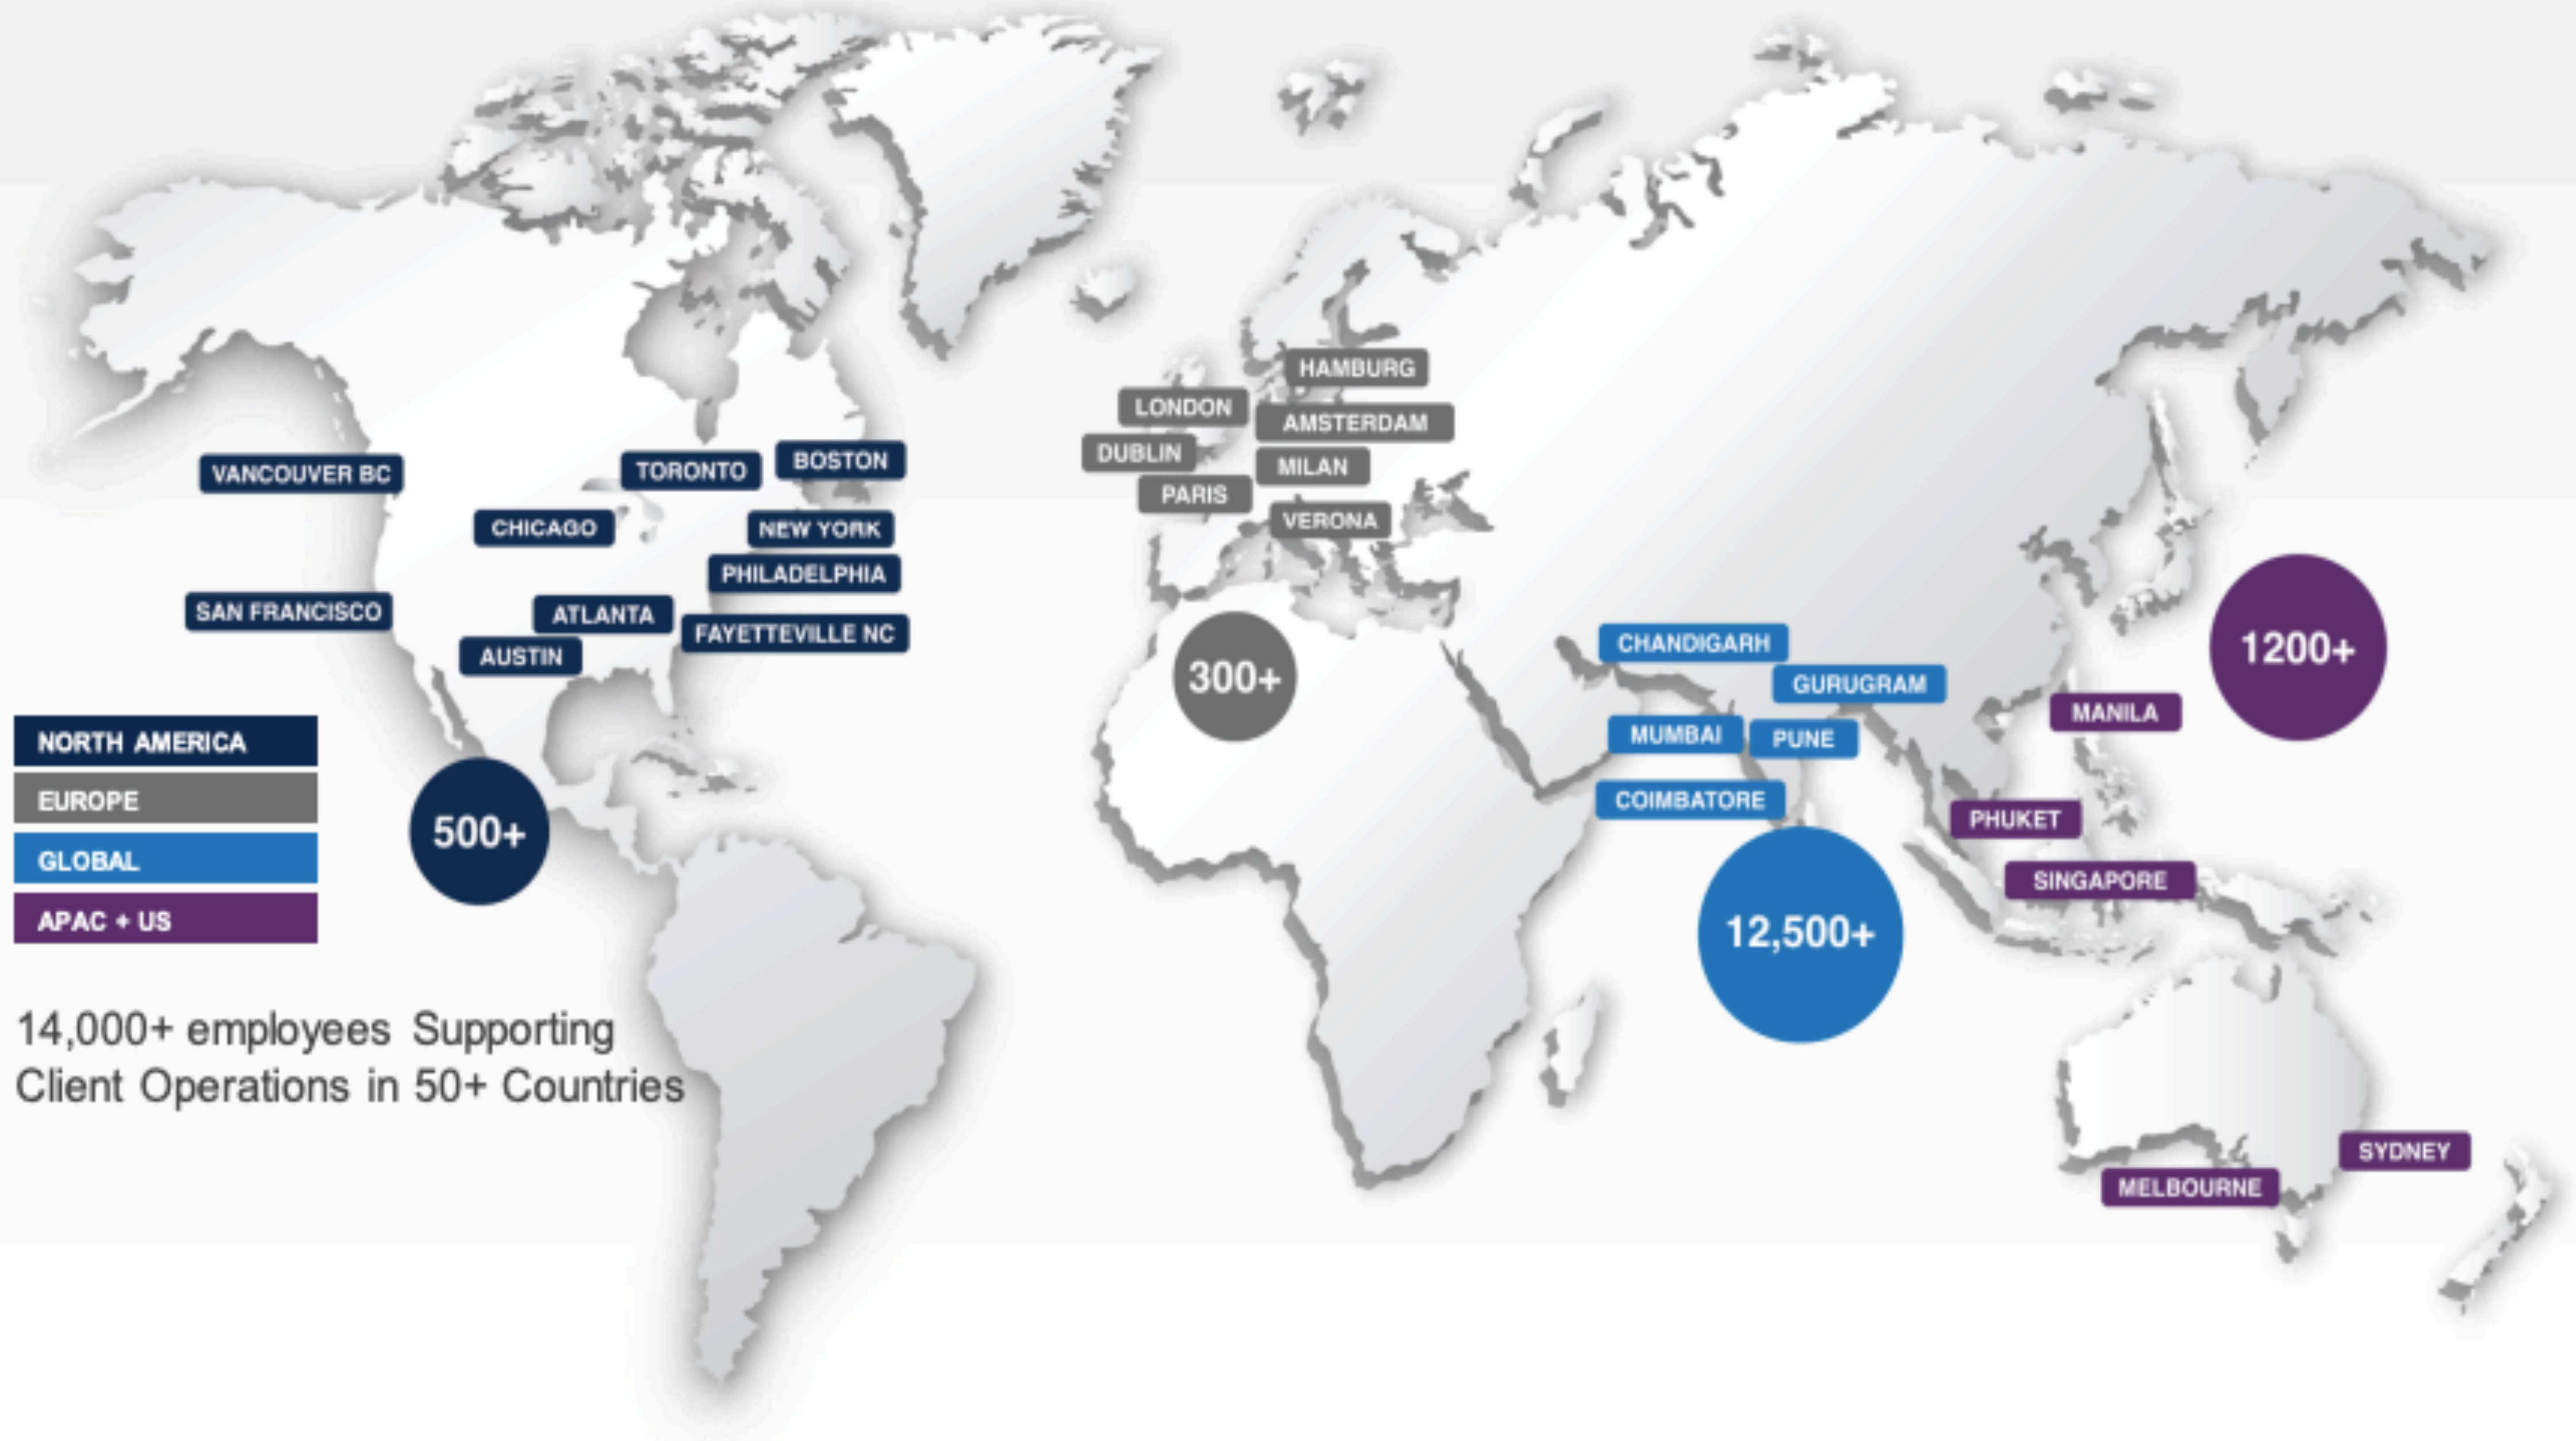 HAMBURG
LONDON
AMSTERDAM
DUBLIN
MILAN
PARIS
VERONA
300+
VANCOUVER BC
TORONTO
BOSTON
CHICAGO
NEW YORK
PHILADELPHIA
SAN FRANCISCO
ATLANTA
FAYETTEVILLE NC
AUSTIN
500+
CHANDIGARH
GURUGRAM
MUMBAI
PUNE
COIMBATORE
12,500+
1200+
MANILA
PHUKET
SINGAPORE
SYDNEY
MELBOURNE
NORTH AMERICA
EUROPE
GLOBAL
APAC + US
14,000+ employees Supporting
Client Operations in 50+ Countries